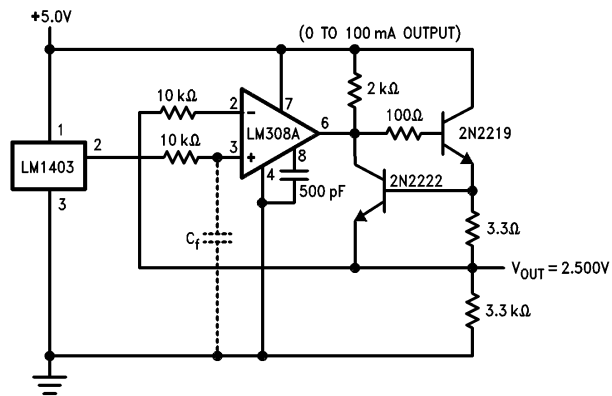 +5.0V
(0 TO 100 mA OUTPUT)
10 kΩ
2 kΩ
2
7
100Ω
10 kΩ
6
2N2219
1
LM308A
2
3
8
LM1403
4
2N2222
500 pF
3
3.3Ω
Cf
VOUT = 2.500V
3.3 kΩ